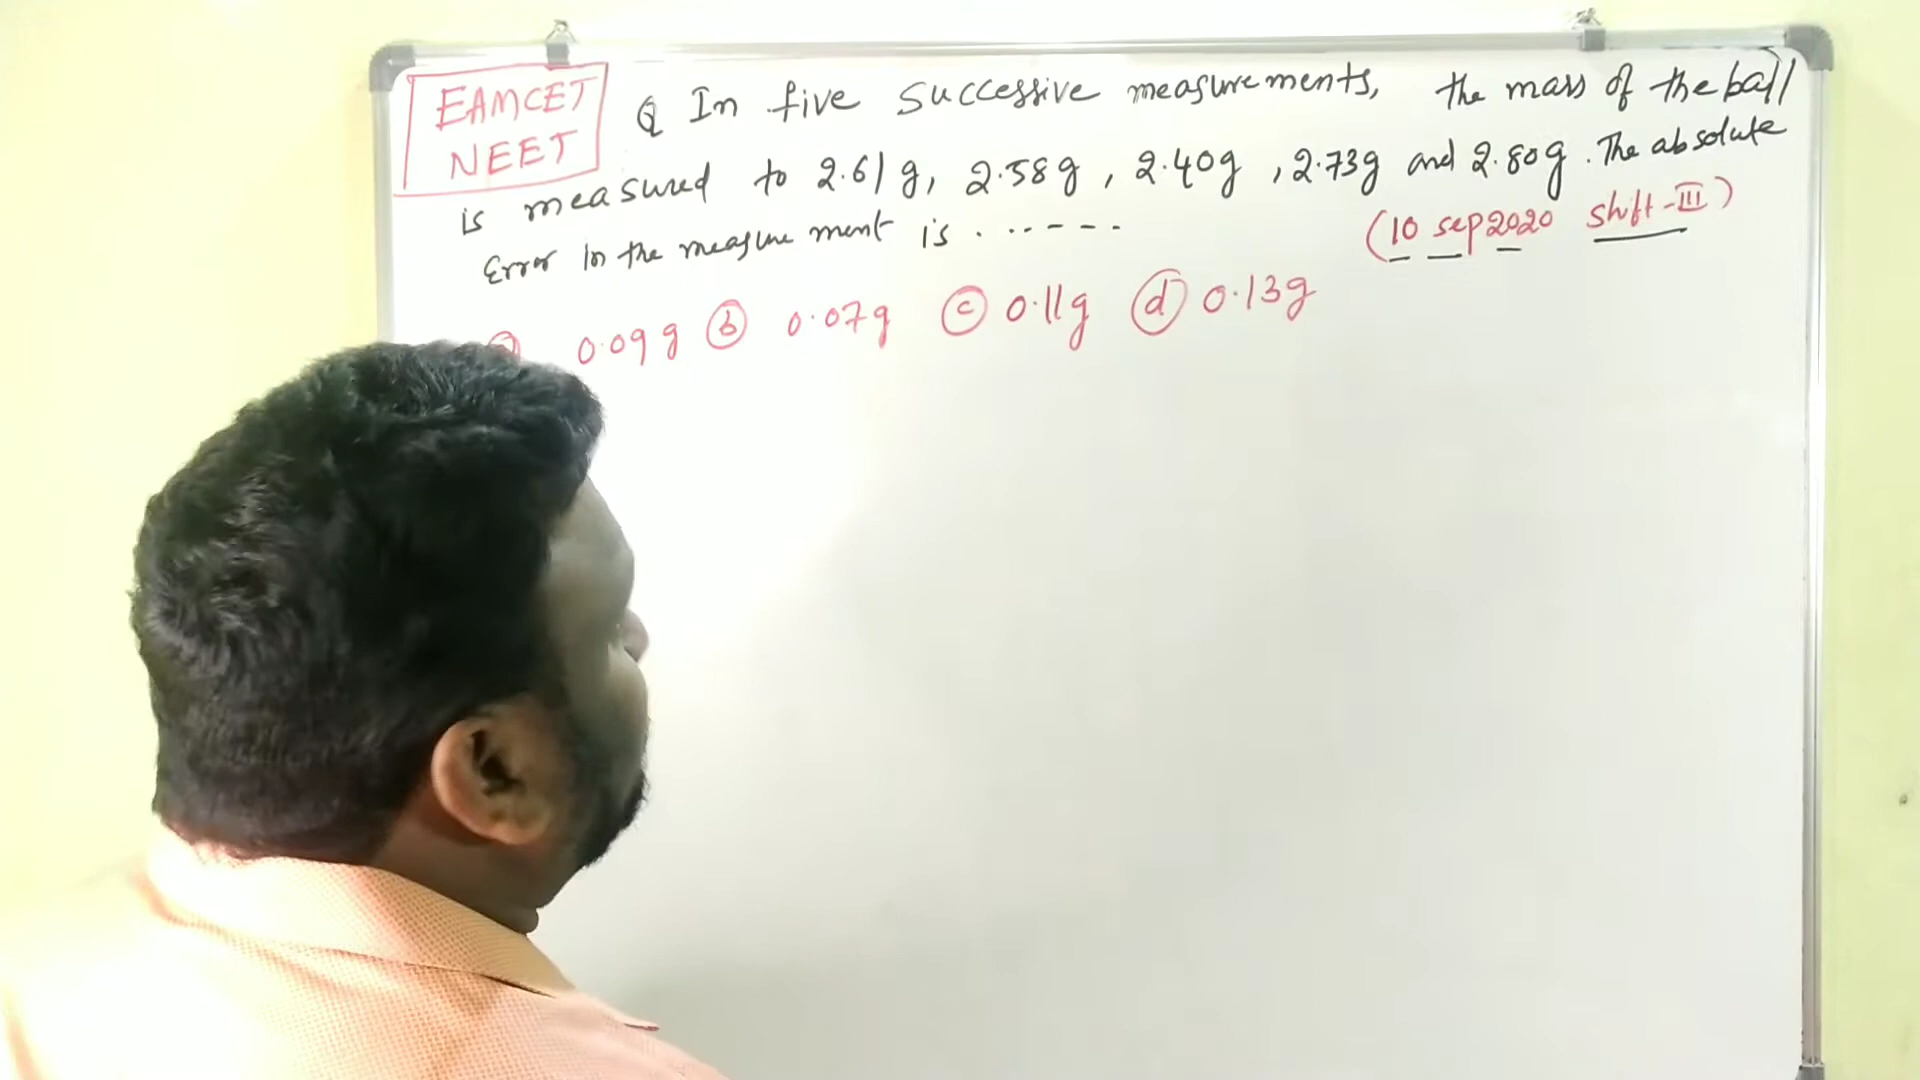 EAMCET
NEET
Q In five successive measurements, the mass of the ball
is measured to 2.61g, 2.58g, 2.40g, 2.73g and 2.80g. The absolute
Error in the measurement is . ..---.
(10 sep 2020 shift-III)
0.09g ⓑ 0.07g ⓒ 0.11g ⓓ 0.13g